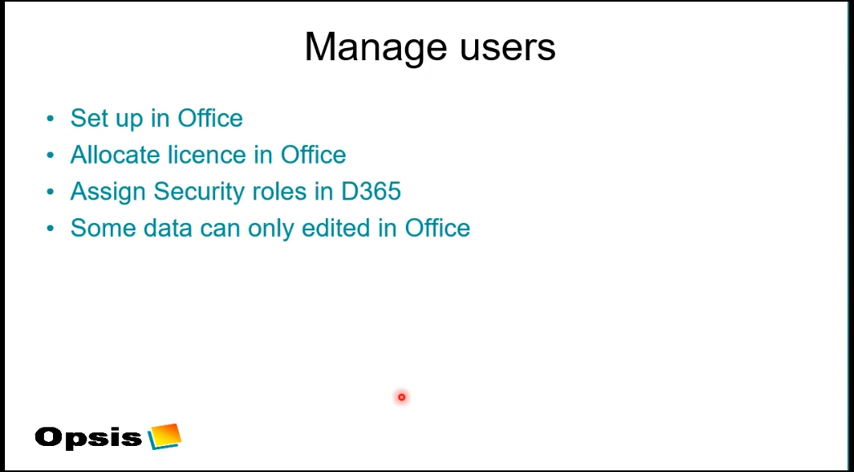 Manage users
• Set up in Office
• Allocate licence in Office
• Assign Security roles in D365
• Some data can only edited in Office
Opsis